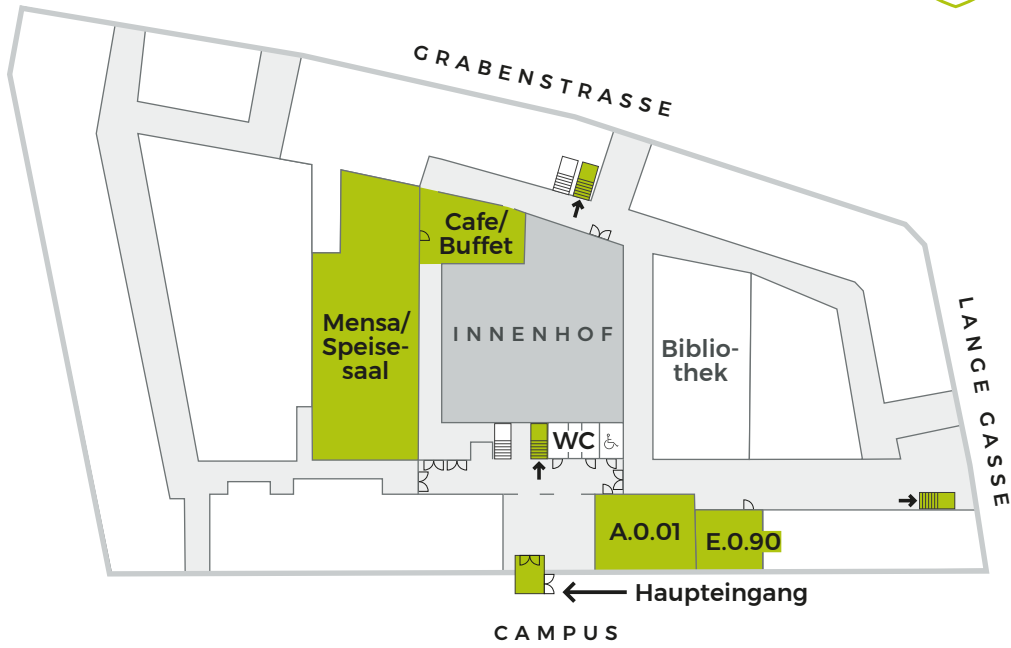 GRABENSTRASSE
Cafe/
Buffet
LANGE GASSE
Mensa/
Speise-
saal
INNENHOF
Biblio-
thek
WC
A.0.01
E.0.90
Haupteingang
CAMPUS